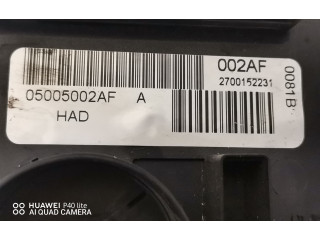 002AF
2700152231
0081B
05005002AF A
HAD
HUAWEI P40 lite
AI QUAD CAMERA